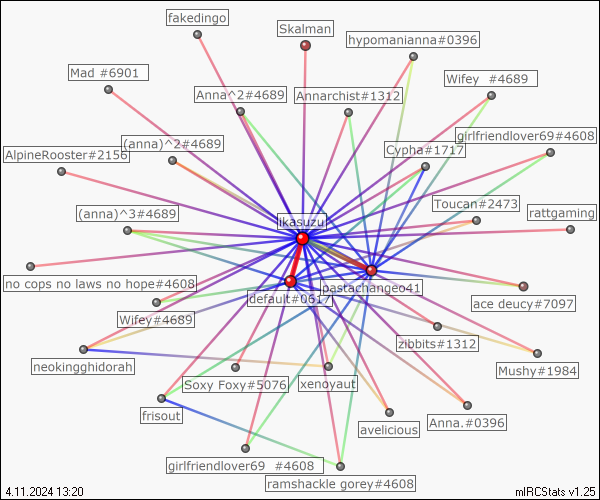 fakedingo
Skalman
hypomanianna#0396
Mad #6901
Wifey  #4689
Anna^2#4689
Annarchist#1312
girlfriendlover69#4608
(anna)^2#4689
Cypha#1717
AlpineRooster#2156
Toucan#2473
(anna)^3#4689
rattgaming
ikasuzu
no cops no laws no hope#4608
pastachangeo41
default#0617
ace deucy#7097
Wifey#4689
zibbits#1312
neokingghidorah
Mushy#1984
Soxy Foxy#5076
xenoyaut
frisout
Anna.#0396
avelicious
girlfriendlover69  #4608
ramshackle gorey#4608
4.11.2024 13:20
mIRCStats v1.25